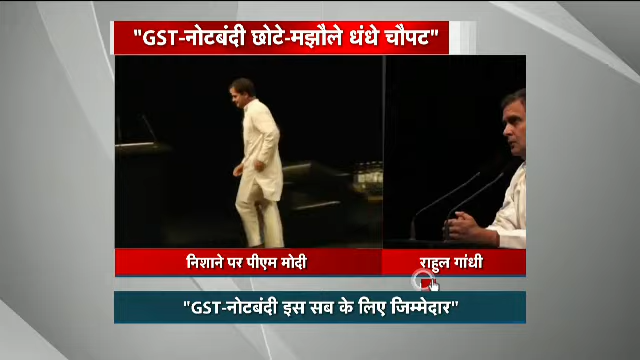 "GST-नोटबंदी छोटे-मझौले धंधे चौपट"
निशाने पर पीएम मोदी
राहुल गांधी
"GST-नोटबंदी इस सब के लिए जिम्मेदार"